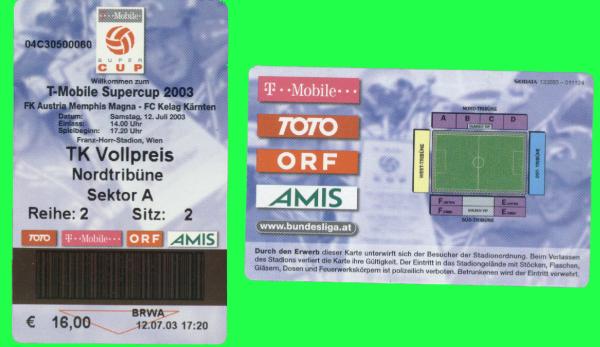 T··Mobile···
04C30500060
SUPER
CUP
Willkommen zum
T-Mobile Supercup 2003
FK Austria Memphis Magna - FC Kelag Kärnten
Datum: Samstag, 12. Juli 2003
Einlass: 14.00 Uhr
Spielbeginn: 17.20 Uhr
Franz-Horr-Stadion, Wien
TK Vollpreis
Nordtribüne
Sektor A
Reihe: 2 Sitz: 2
TOTO T··Mobile··· ORF AMIS
€ 16,00
BRWA
12.07.03 17:20
T··Mobile···
TOTO
ORF
AMIS
www.bundesliga.at
NORD-TRIBÜNE
A B C D
WEST-TRIBÜNE
OST-TRIBÜNE
F E
F E
SÜD-TRIBÜNE
Durch den Erwerb dieser Karte unterwirft sich der Besucher der Stadionordnung. Beim Verlassen
des Stadions verliert die Karte ihre Gültigkeit. Der Eintritt in das Stadiongelände mit Stöcken, Flaschen,
Gläsern, Dosen und Feuerwerkskörpern ist polizeilich verboten. Betrunkenen wird der Eintritt verwehrt.